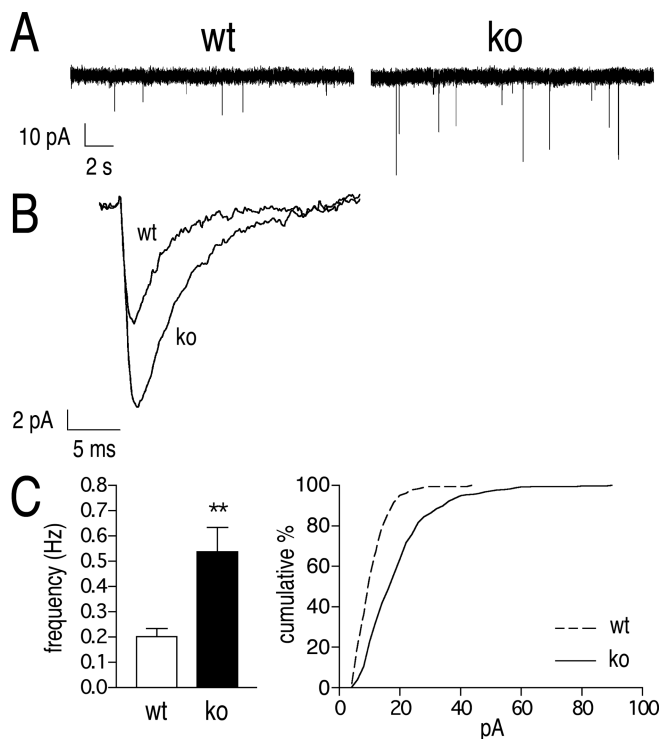 A
wt
ko
10 pA
2 s
B
wt
ko
2 pA
5 ms
C
frequency (Hz)
0.8
0.7
0.6
0.5
0.4
0.3
0.2
0.1
0.0
**
wt
ko
cumulative %
100
80
60
40
20
0
wt
ko
0
20
40
60
80
100
pA